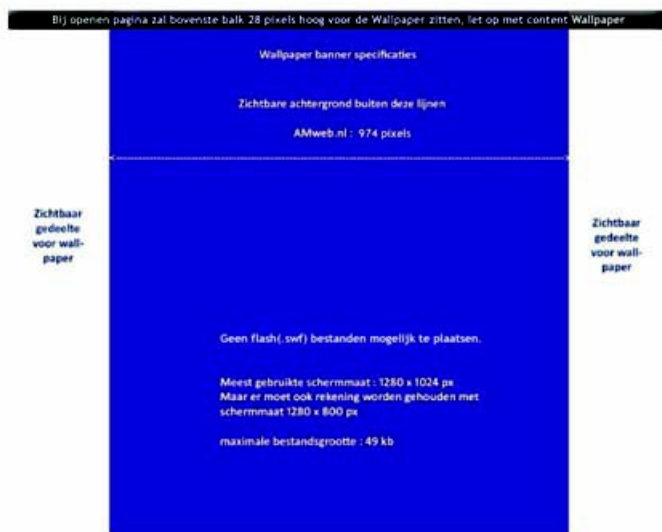 Bij openen pagina zal bovenste balk 28 pixels hoog voor de Wallpaper zitten, let op met content Wallpaper
Wallpaper banner specificaties
Zichtbare achtergrond buiten deze lijnen
AMweb.nl : 974 pixels
Zichtbaar
gedeelte
voor wall-
paper
Zichtbaar
gedeelte
voor wall-
paper
Geen flash(.swf) bestanden mogelijk te plaatsen.
Meest gebruikte schermmaat : 1280 x 1024 px
Maar er moet ook rekening worden gehouden met
schermmaat 1280 x 800 px
maximale bestandsgrootte : 49 kb